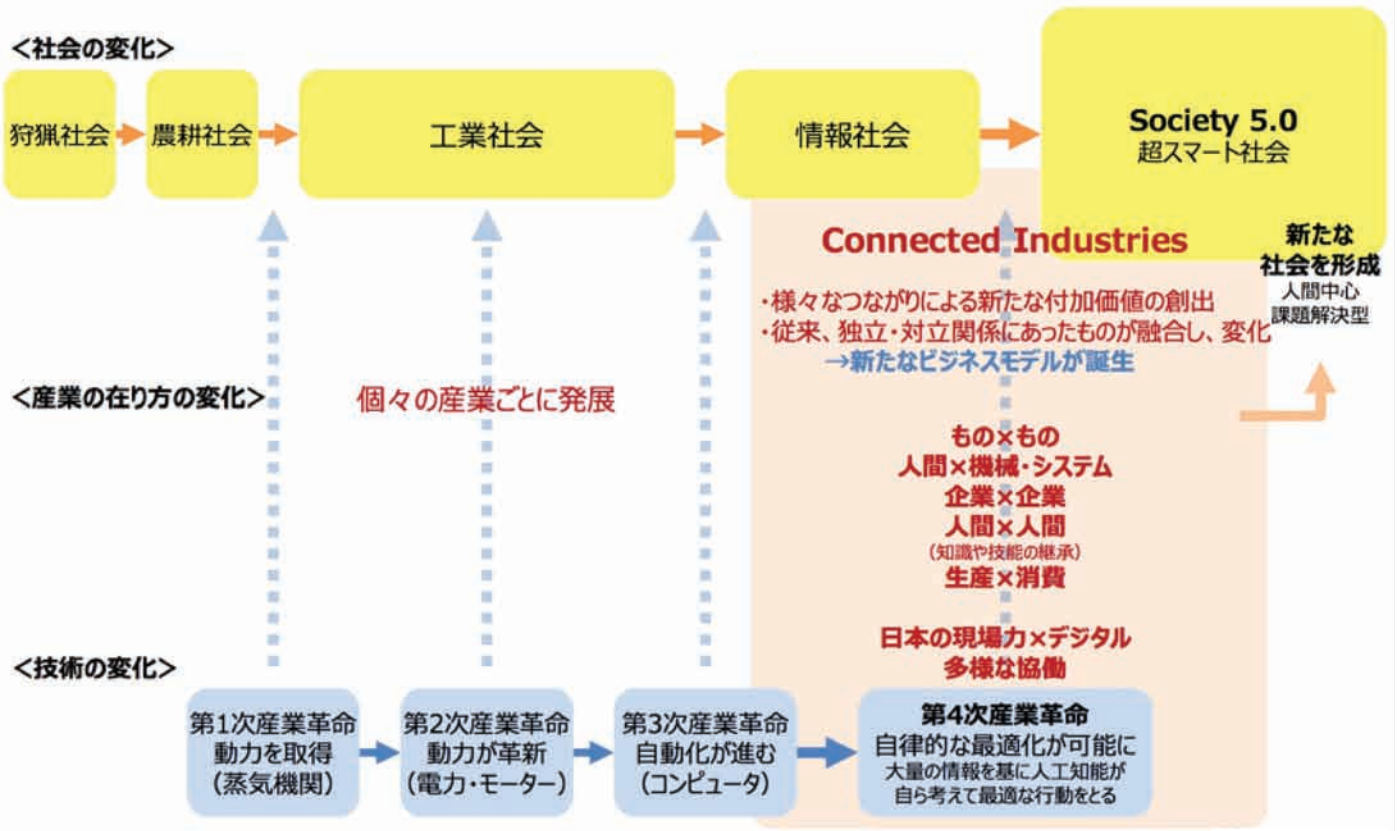 <社会の変化>
狩猟社会
農耕社会
工業社会
情報社会
Society 5.0
超スマート社会
Connected Industries
・様々なつながりによる新たな付加価値の創出
・従来、独立・対立関係にあったものが融合し、変化
→新たなビジネスモデルが誕生
新たな
社会を形成
人間中心
課題解決型
<産業の在り方の変化>
個々の産業ごとに発展
もの×もの
人間×機械・システム
企業×企業
人間×人間
(知識や技能の継承)
生産×消費
日本の現場力×デジタル
多様な協働
<技術の変化>
第1次産業革命
動力を取得
(蒸気機関)
第2次産業革命
動力が革新
(電力・モーター)
第3次産業革命
自動化が進む
(コンピュータ)
第4次産業革命
自律的な最適化が可能に
大量の情報を基に人工知能が
自ら考えて最適な行動をとる